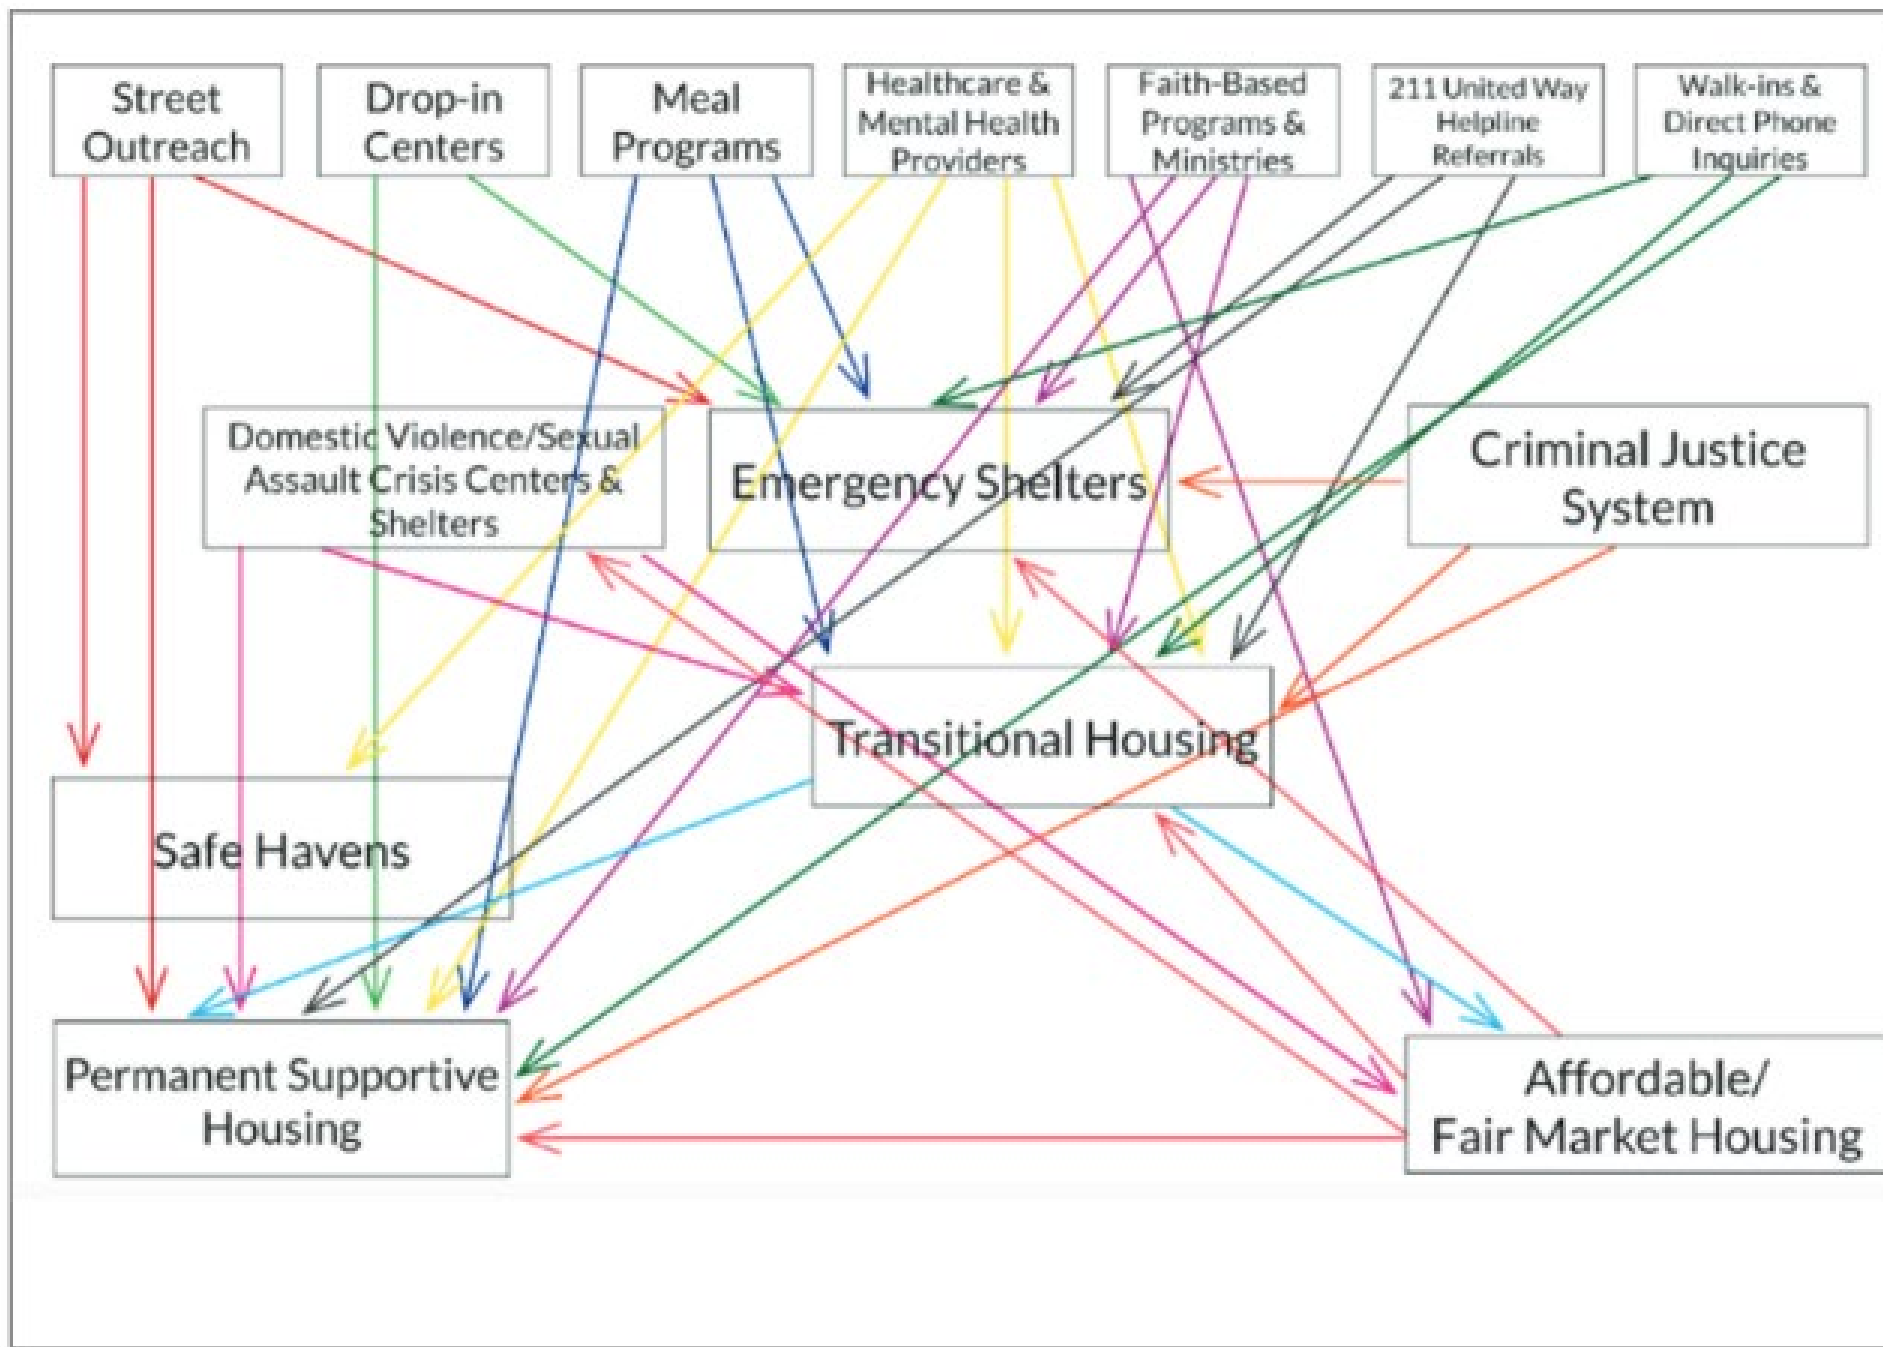 Street
Outreach
Drop-in
Centers
Meal
Programs
Healthcare &
Mental Health
Providers
Faith-Based
Programs &
Ministries
211 United Way
Helpline
Referrals
Walk-ins &
Direct Phone
Inquiries
Domestic Violence/Sexual
Assault Crisis Centers &
Shelters
Emergency Shelters
Criminal Justice
System
Transitional Housing
Safe Havens
Permanent Supportive
Housing
Affordable/
Fair Market Housing